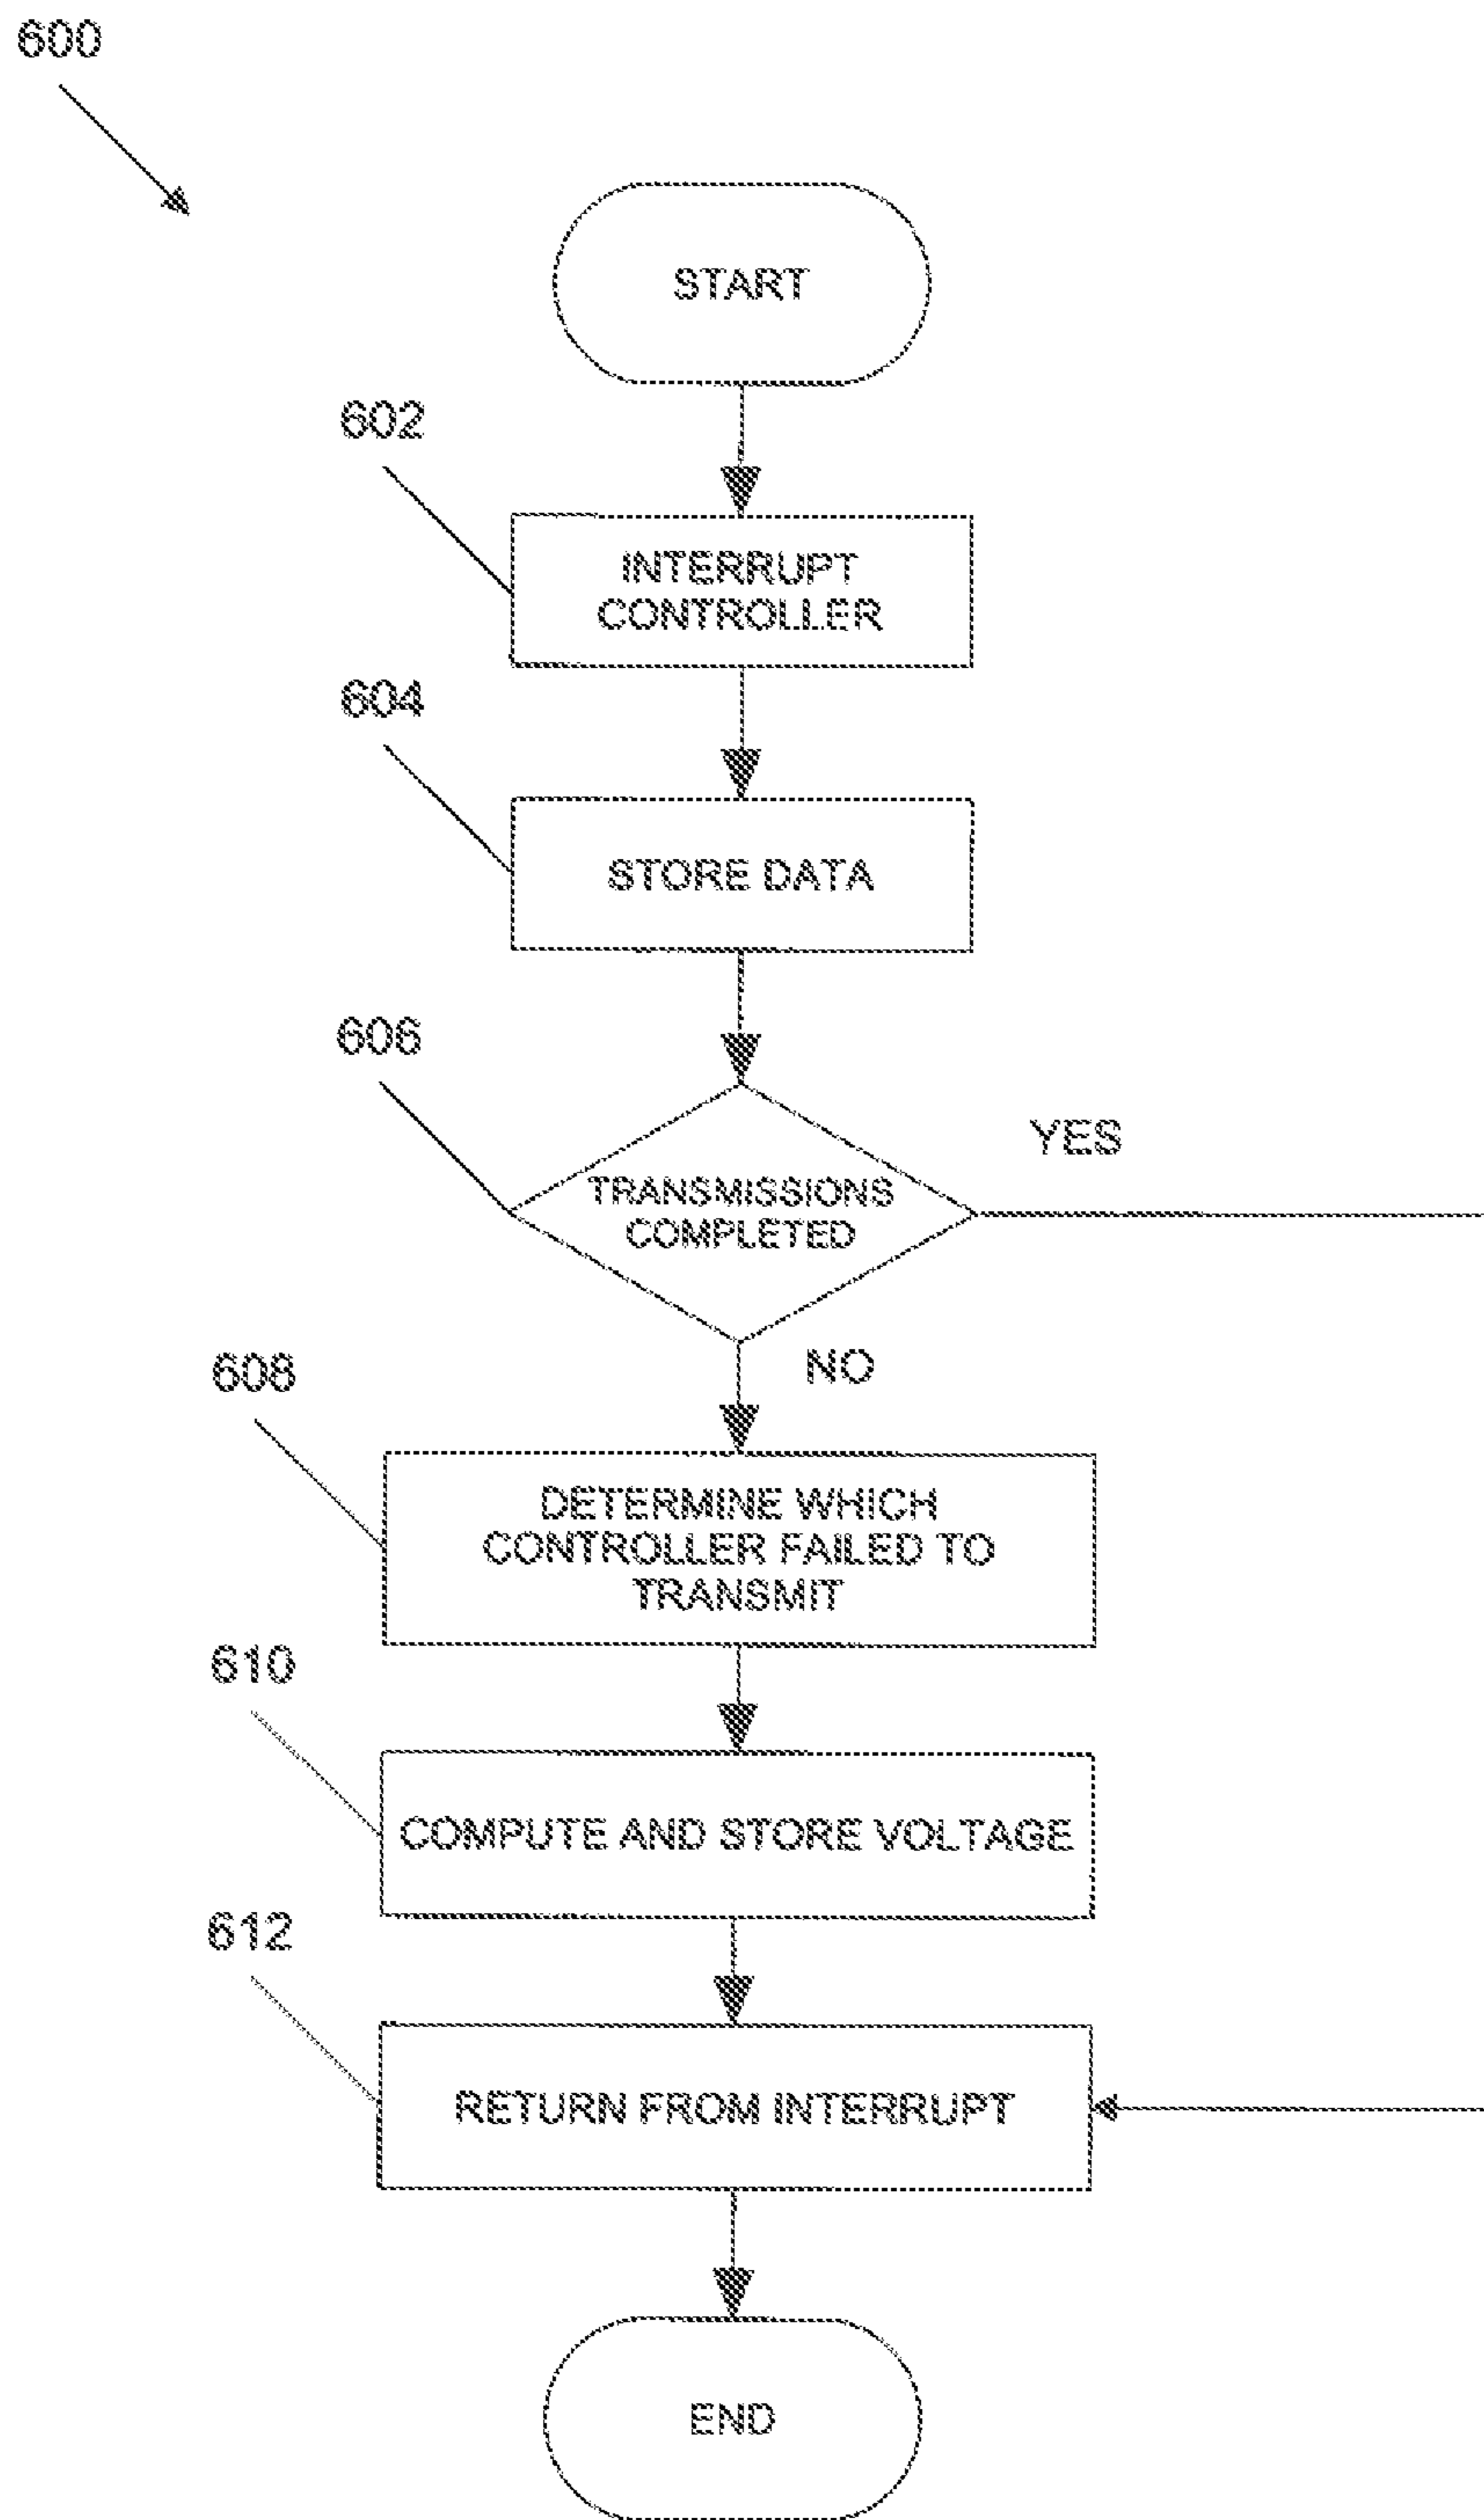 600
START
602
INTERRUPT
CONTROLLER
604
STORE DATA
606
YES
TRANSMISSIONS
COMPLETED
NO
608
DETERMINE WHICH
CONTROLLER FAILED TO
TRANSMIT
610
COMPUTE AND STORE VOLTAGE
612
RETURN FROM INTERRUPT
END